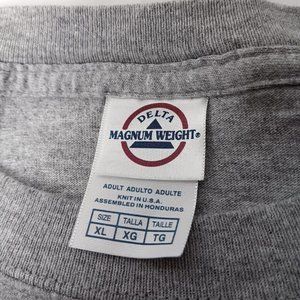 DELTA
MAGNUM WEIGHT®
ADULT ADULTO ADULTE
KNIT IN U.S.A.
ASSEMBLED IN HONDURAS
SIZE TALLA TAILLE
XL XG TG